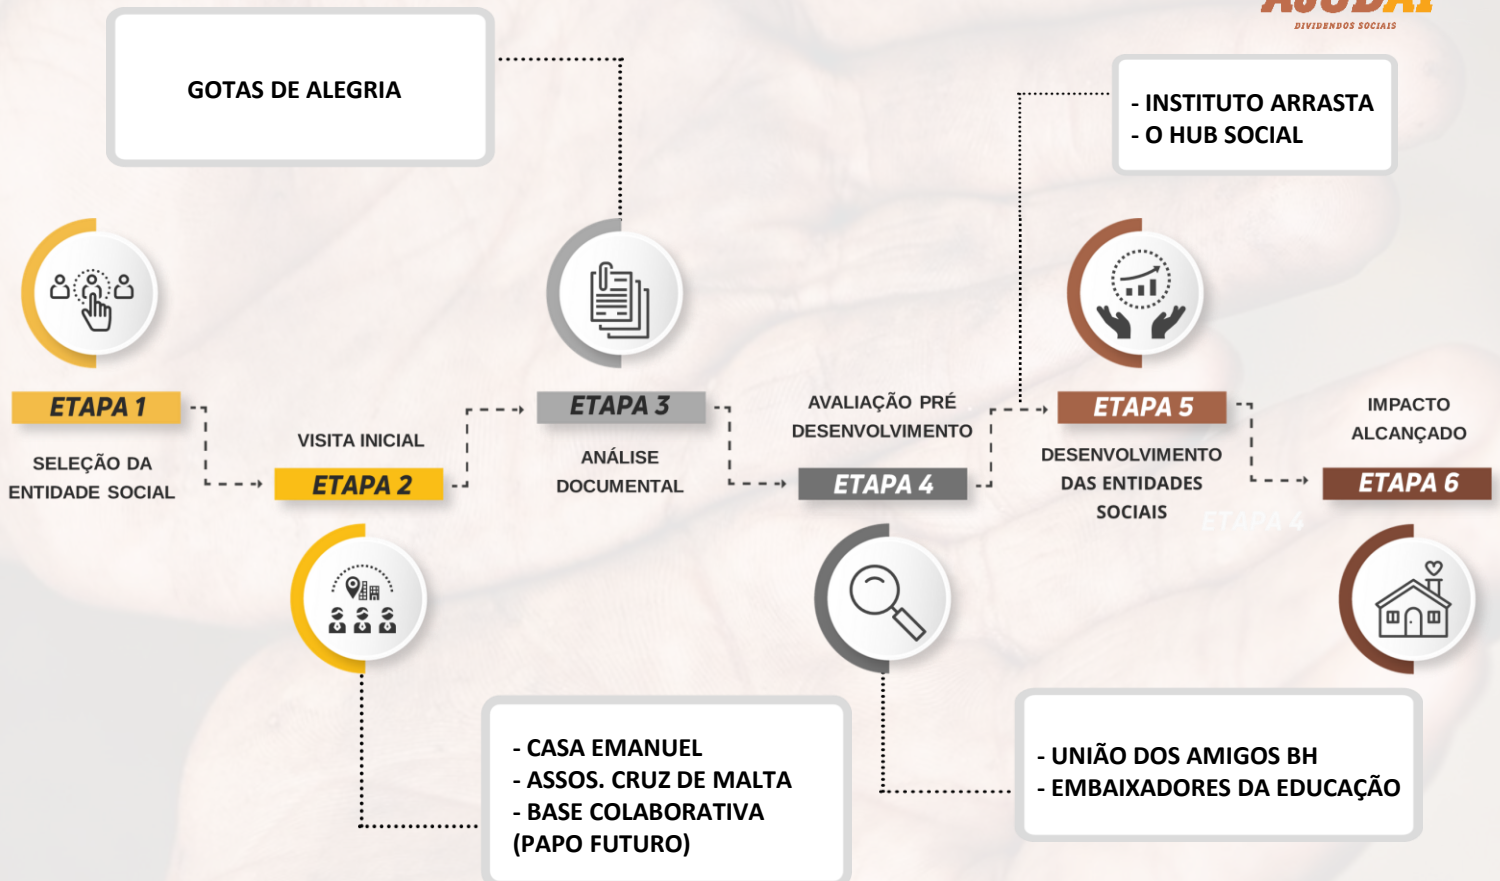 DIVIDENDOS SOCIAIS
GOTAS DE ALEGRIA
- INSTITUTO ARRASTA
- O HUB SOCIAL
ETAPA 1
SELEÇÃO DA
ENTIDADE SOCIAL
VISITA INICIAL
ETAPA 2
ETAPA 3
ANÁLISE
DOCUMENTAL
AVALIAÇÃO PRÉ
DESENVOLVIMENTO
ETAPA 4
ETAPA 5
DESENVOLVIMENTO
DAS ENTIDADES
SOCIAIS
ETAPA 4
IMPACTO
ALCANÇADO
ETAPA 6
- CASA EMANUEL
- ASSOS. CRUZ DE MALTA
- BASE COLABORATIVA
(PAPO FUTURO)
- UNIÃO DOS AMIGOS BH
- EMBAIXADORES DA EDUCAÇÃO